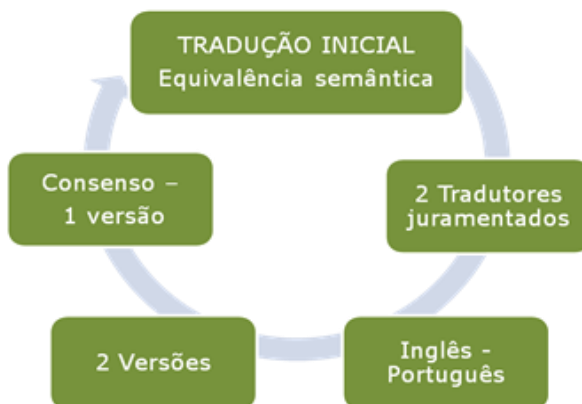 TRADUÇÃO INICIAL
Equivalência semântica
2 Tradutores
juramentados
Inglês -
Português
2 Versões
Consenso –
1 versão